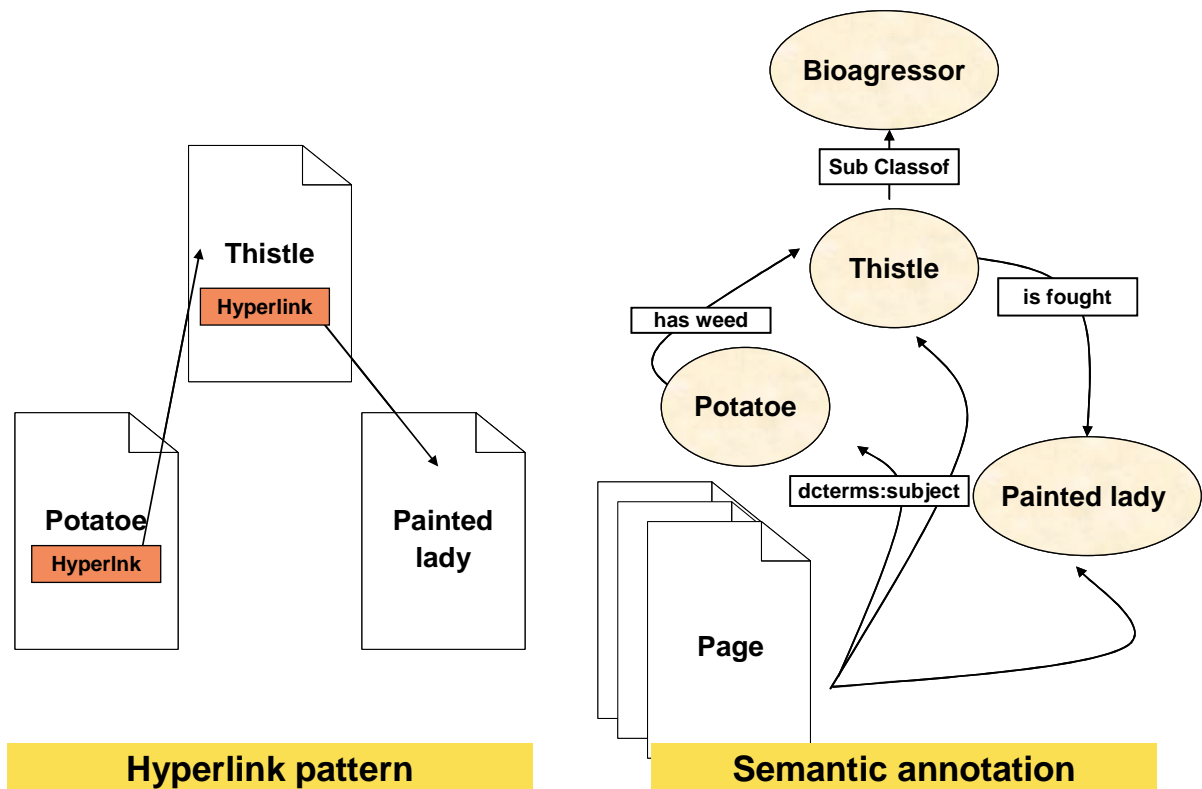 Thistle
Hyperlink
Potatoe
Hyperlnk
Painted
lady
Hyperlink pattern
Bioagressor
Sub Classof
Thistle
is fought
has weed
Potatoe
dcterms:subject
Painted lady
Page
Semantic annotation